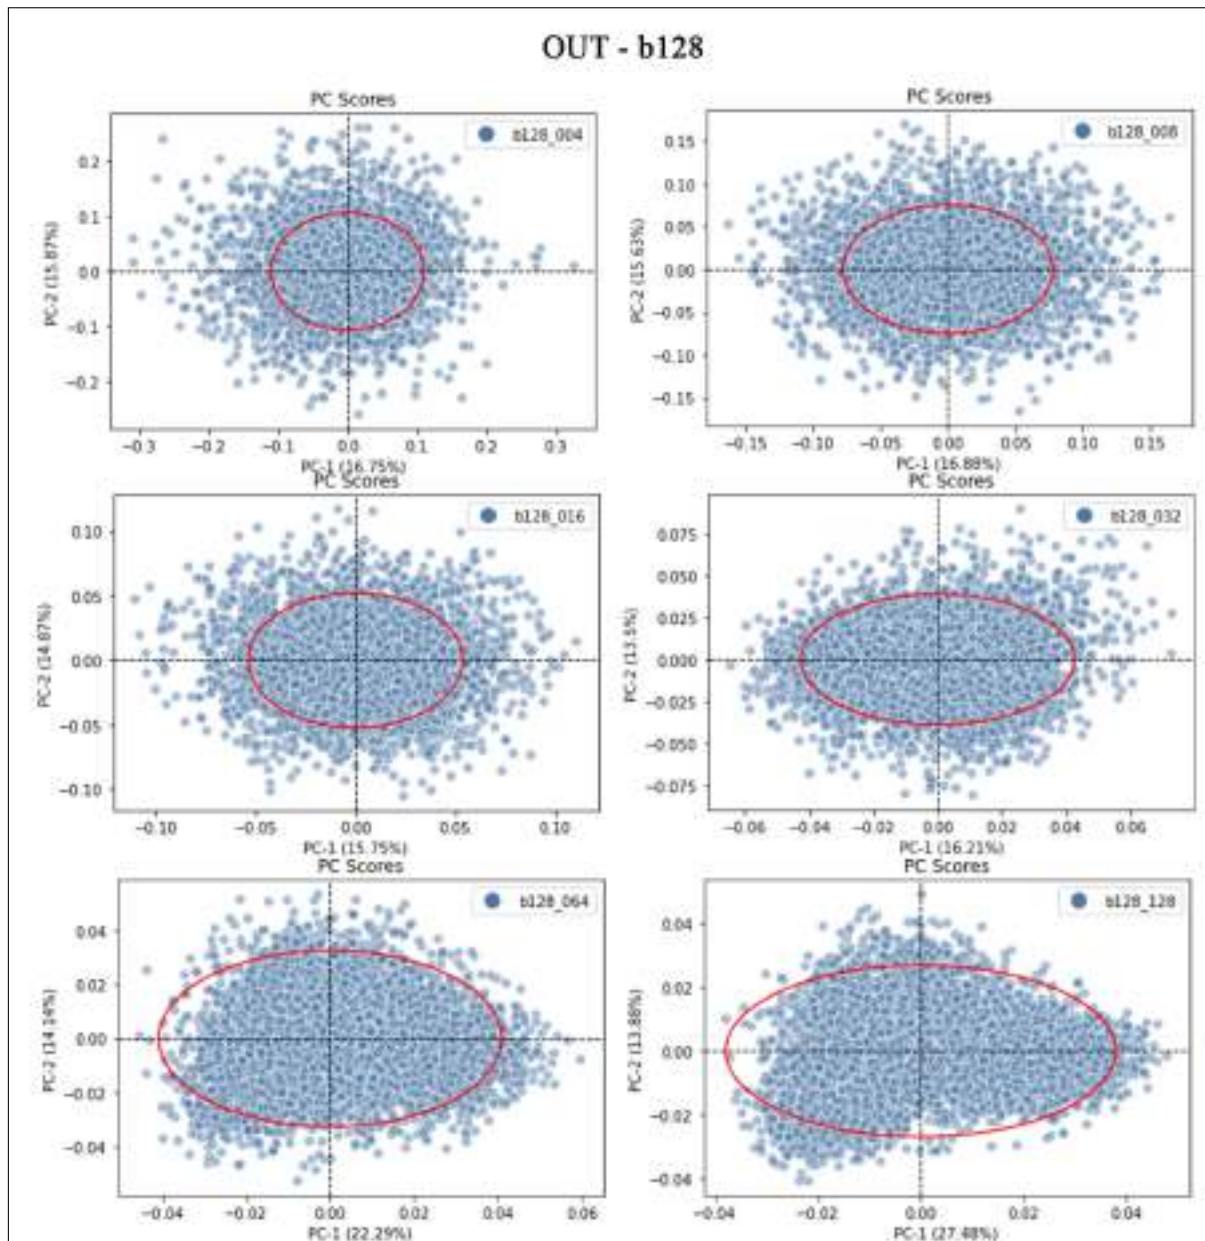 OUT - b128
PC Scores
b128_004
PC-2 (15.87%)
0.2
0.1
0.0
−0.1
−0.2
−0.3
−0.2
−0.1
0.0
0.1
0.2
0.3
PC-1 (16.75%)
PC Scores
b128_008
PC-2 (15.63%)
0.15
0.10
0.05
0.00
−0.05
−0.10
−0.15
−0.15
−0.10
−0.05
0.00
0.05
0.10
0.15
PC-1 (16.88%)
PC Scores
b128_016
PC-2 (14.87%)
0.10
0.05
0.00
−0.05
−0.10
−0.10
−0.05
0.00
0.05
0.10
PC-1 (15.75%)
PC Scores
b128_032
PC-2 (13.5%)
0.075
0.050
0.025
0.000
−0.025
−0.050
−0.075
−0.06
−0.04
−0.02
0.00
0.02
0.04
0.06
PC-1 (16.21%)
PC Scores
b128_064
PC-2 (14.14%)
0.04
0.02
0.00
−0.02
−0.04
−0.04
−0.02
0.00
0.02
0.04
0.06
PC-1 (22.29%)
PC Scores
b128_128
PC-2 (13.88%)
0.04
0.02
0.00
−0.02
−0.04
−0.04
−0.02
0.00
0.02
0.04
PC-1 (27.48%)